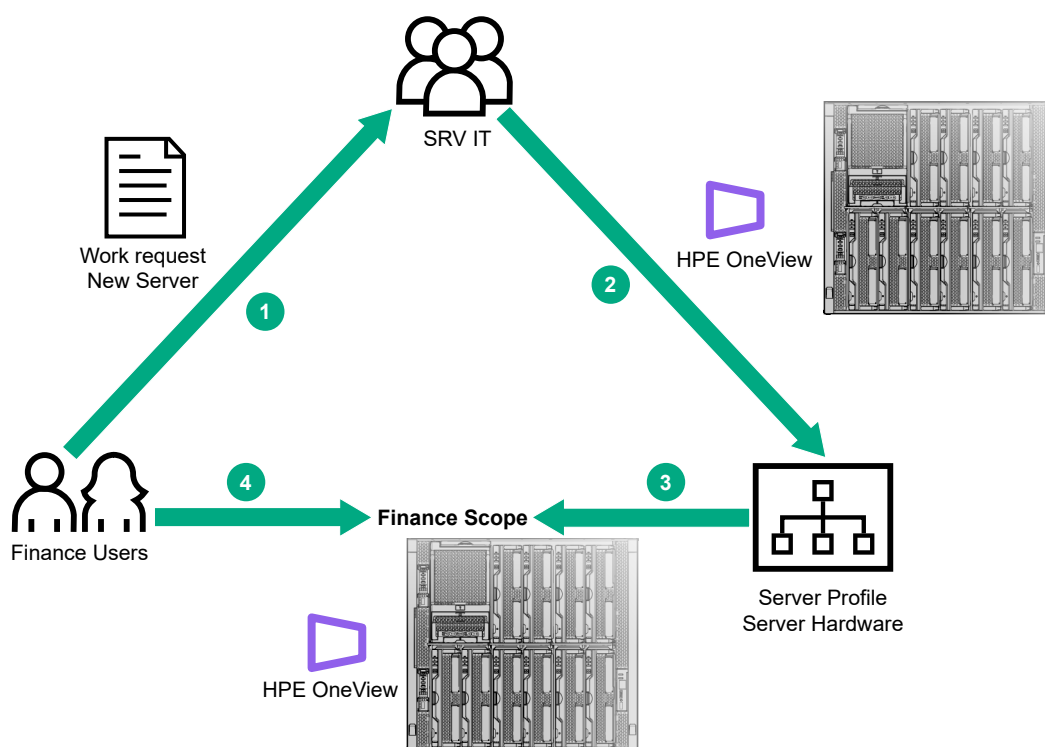 SRV IT
Work request
New Server
HPE OneView
1
2
4
3
Finance Scope
Finance Users
Server Profile
Server Hardware
HPE OneView